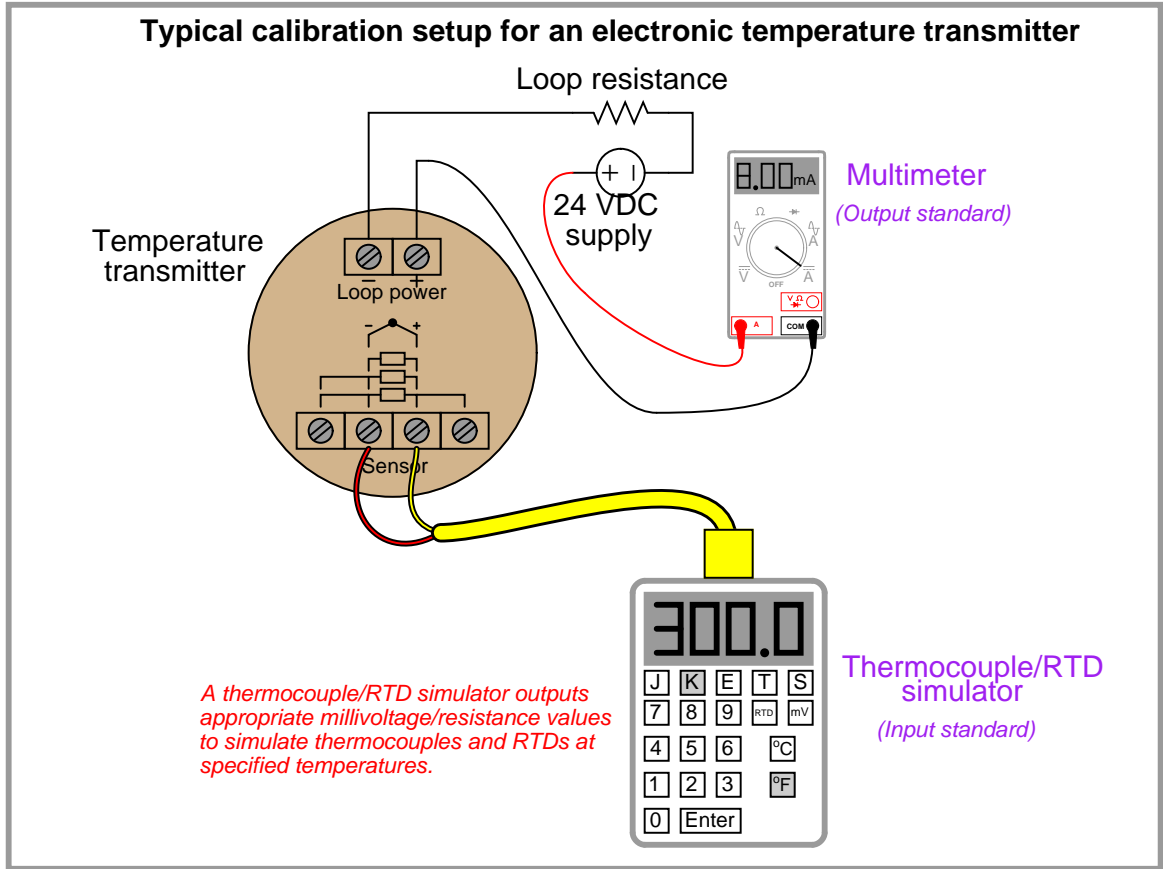 Typical calibration setup for an electronic temperature transmitter
Loop resistance
24 VDC
supply
+ −
8.00 mA
Multimeter
(Output standard)
Ω
V
A
V
A
OFF
V Ω
A
COM
Temperature
transmitter
− +
Loop power
- +
Sensor
300.0
J K E T S
7 8 9 RTD mV
4 5 6 °C
1 2 3 °F
0 Enter
Thermocouple/RTD
simulator
(Input standard)
A thermocouple/RTD simulator outputs
appropriate millivoltage/resistance values
to simulate thermocouples and RTDs at
specified temperatures.